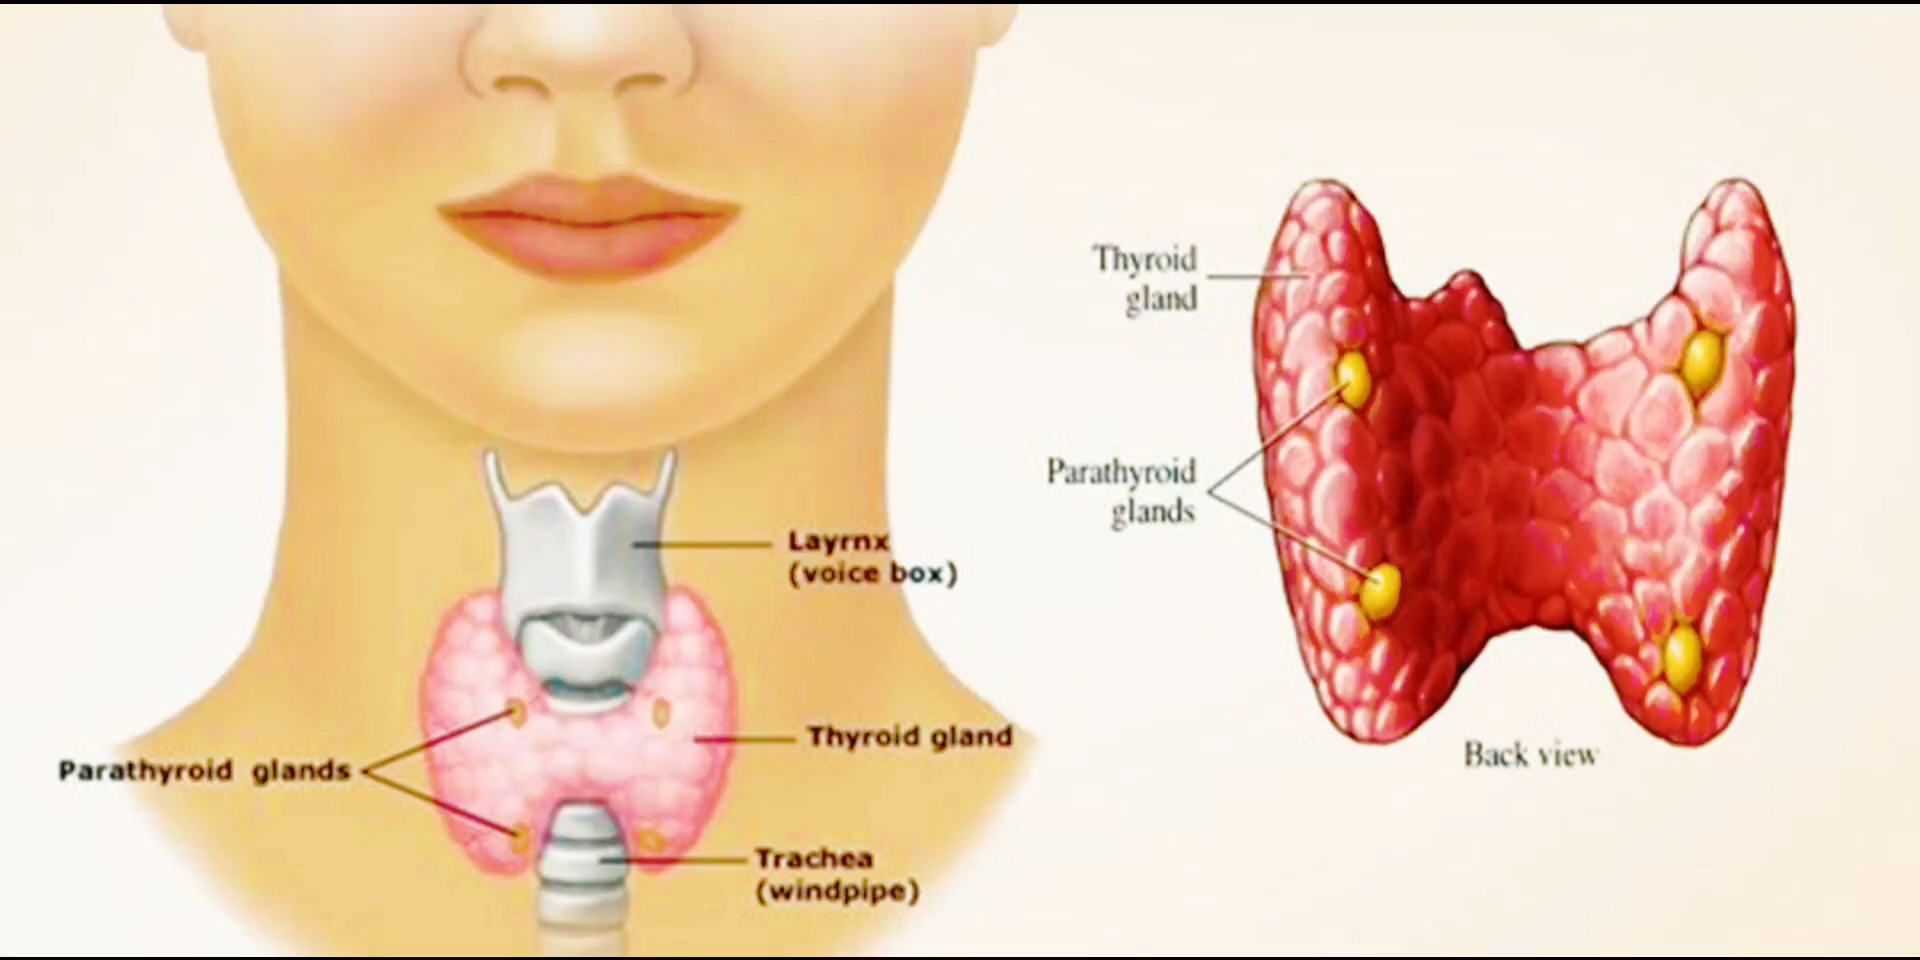 Layrnx
(voice box)
Thyroid gland
Parathyroid glands
Trachea
(windpipe)
Thyroid
gland
Parathyroid
glands
Back view